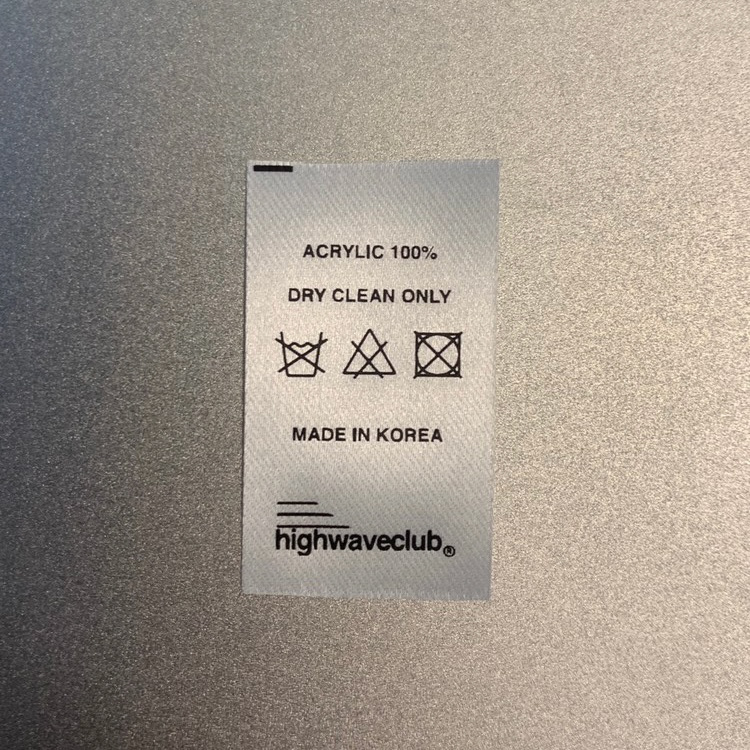 ACRYLIC 100%
DRY CLEAN ONLY
MADE IN KOREA
highwaveclub®